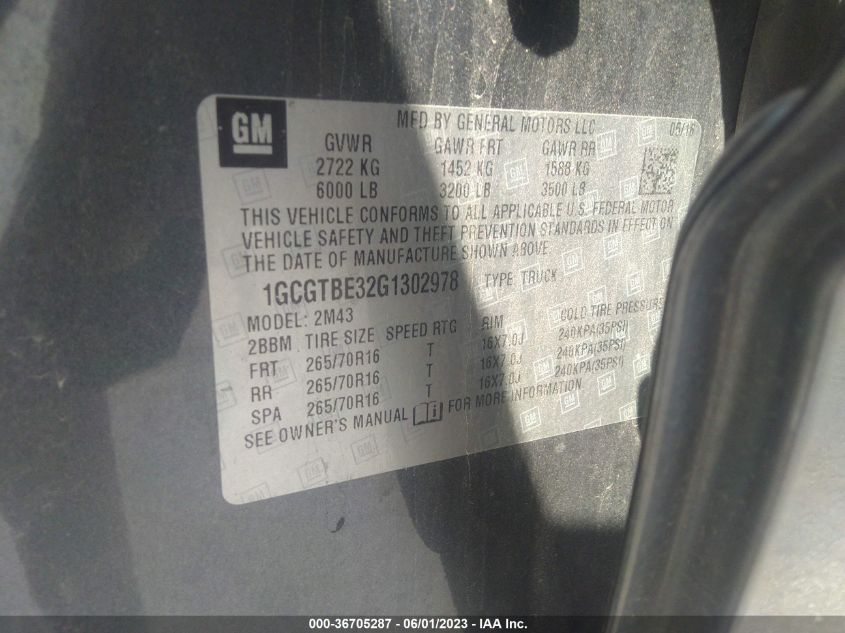 GM
MFD BY GENERAL MOTORS LLC 05/16
GVWR GAWR FRT GAWR RR
2722 KG 1452 KG 1588 KG
6000 LB 3200 LB 3500 LB
THIS VEHICLE CONFORMS TO ALL APPLICABLE U.S. FEDERAL MOTOR
VEHICLE SAFETY AND THEFT PREVENTION STANDARDS IN EFFECT ON
THE DATE OF MANUFACTURE SHOWN ABOVE.
1GCGTBE32G1302978 TYPE: TRUCK
MODEL: 2M43
2BBM TIRE SIZE SPEED RTG RIM COLD TIRE PRESSURE
FRT 265/70R16 T 16X7.0J 240KPA(35PSI)
RR 265/70R16 T 16X7.0J 240KPA(35PSI)
SPA 265/70R16 T 16X7.0J 240KPA(35PSI)
SEE OWNER'S MANUAL FOR MORE INFORMATION
000-36705287 - 06/01/2023 - IAA Inc.